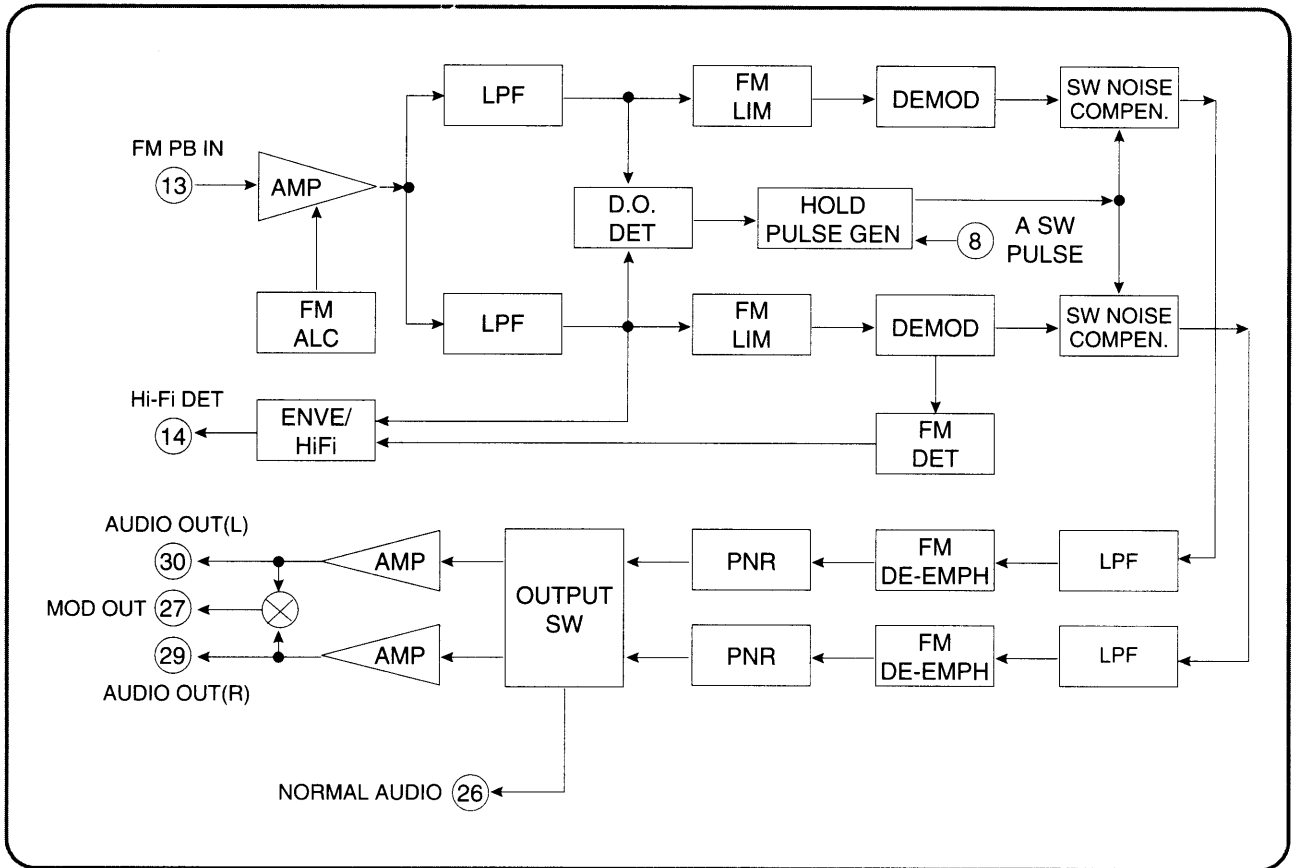 LPF
FM
LIM
DEMOD
SW NOISE
COMPEN.
FM PB IN
13
AMP
D.O.
DET
HOLD
PULSE GEN
8
A SW
PULSE
FM
ALC
LPF
FM
LIM
DEMOD
SW NOISE
COMPEN.
Hi-Fi DET
14
ENVE/
HiFi
FM
DET
AUDIO OUT(L)
30
AMP
OUTPUT
SW
PNR
FM
DE-EMPH
LPF
MOD OUT 27
29
AMP
PNR
FM
DE-EMPH
LPF
AUDIO OUT(R)
NORMAL AUDIO 26